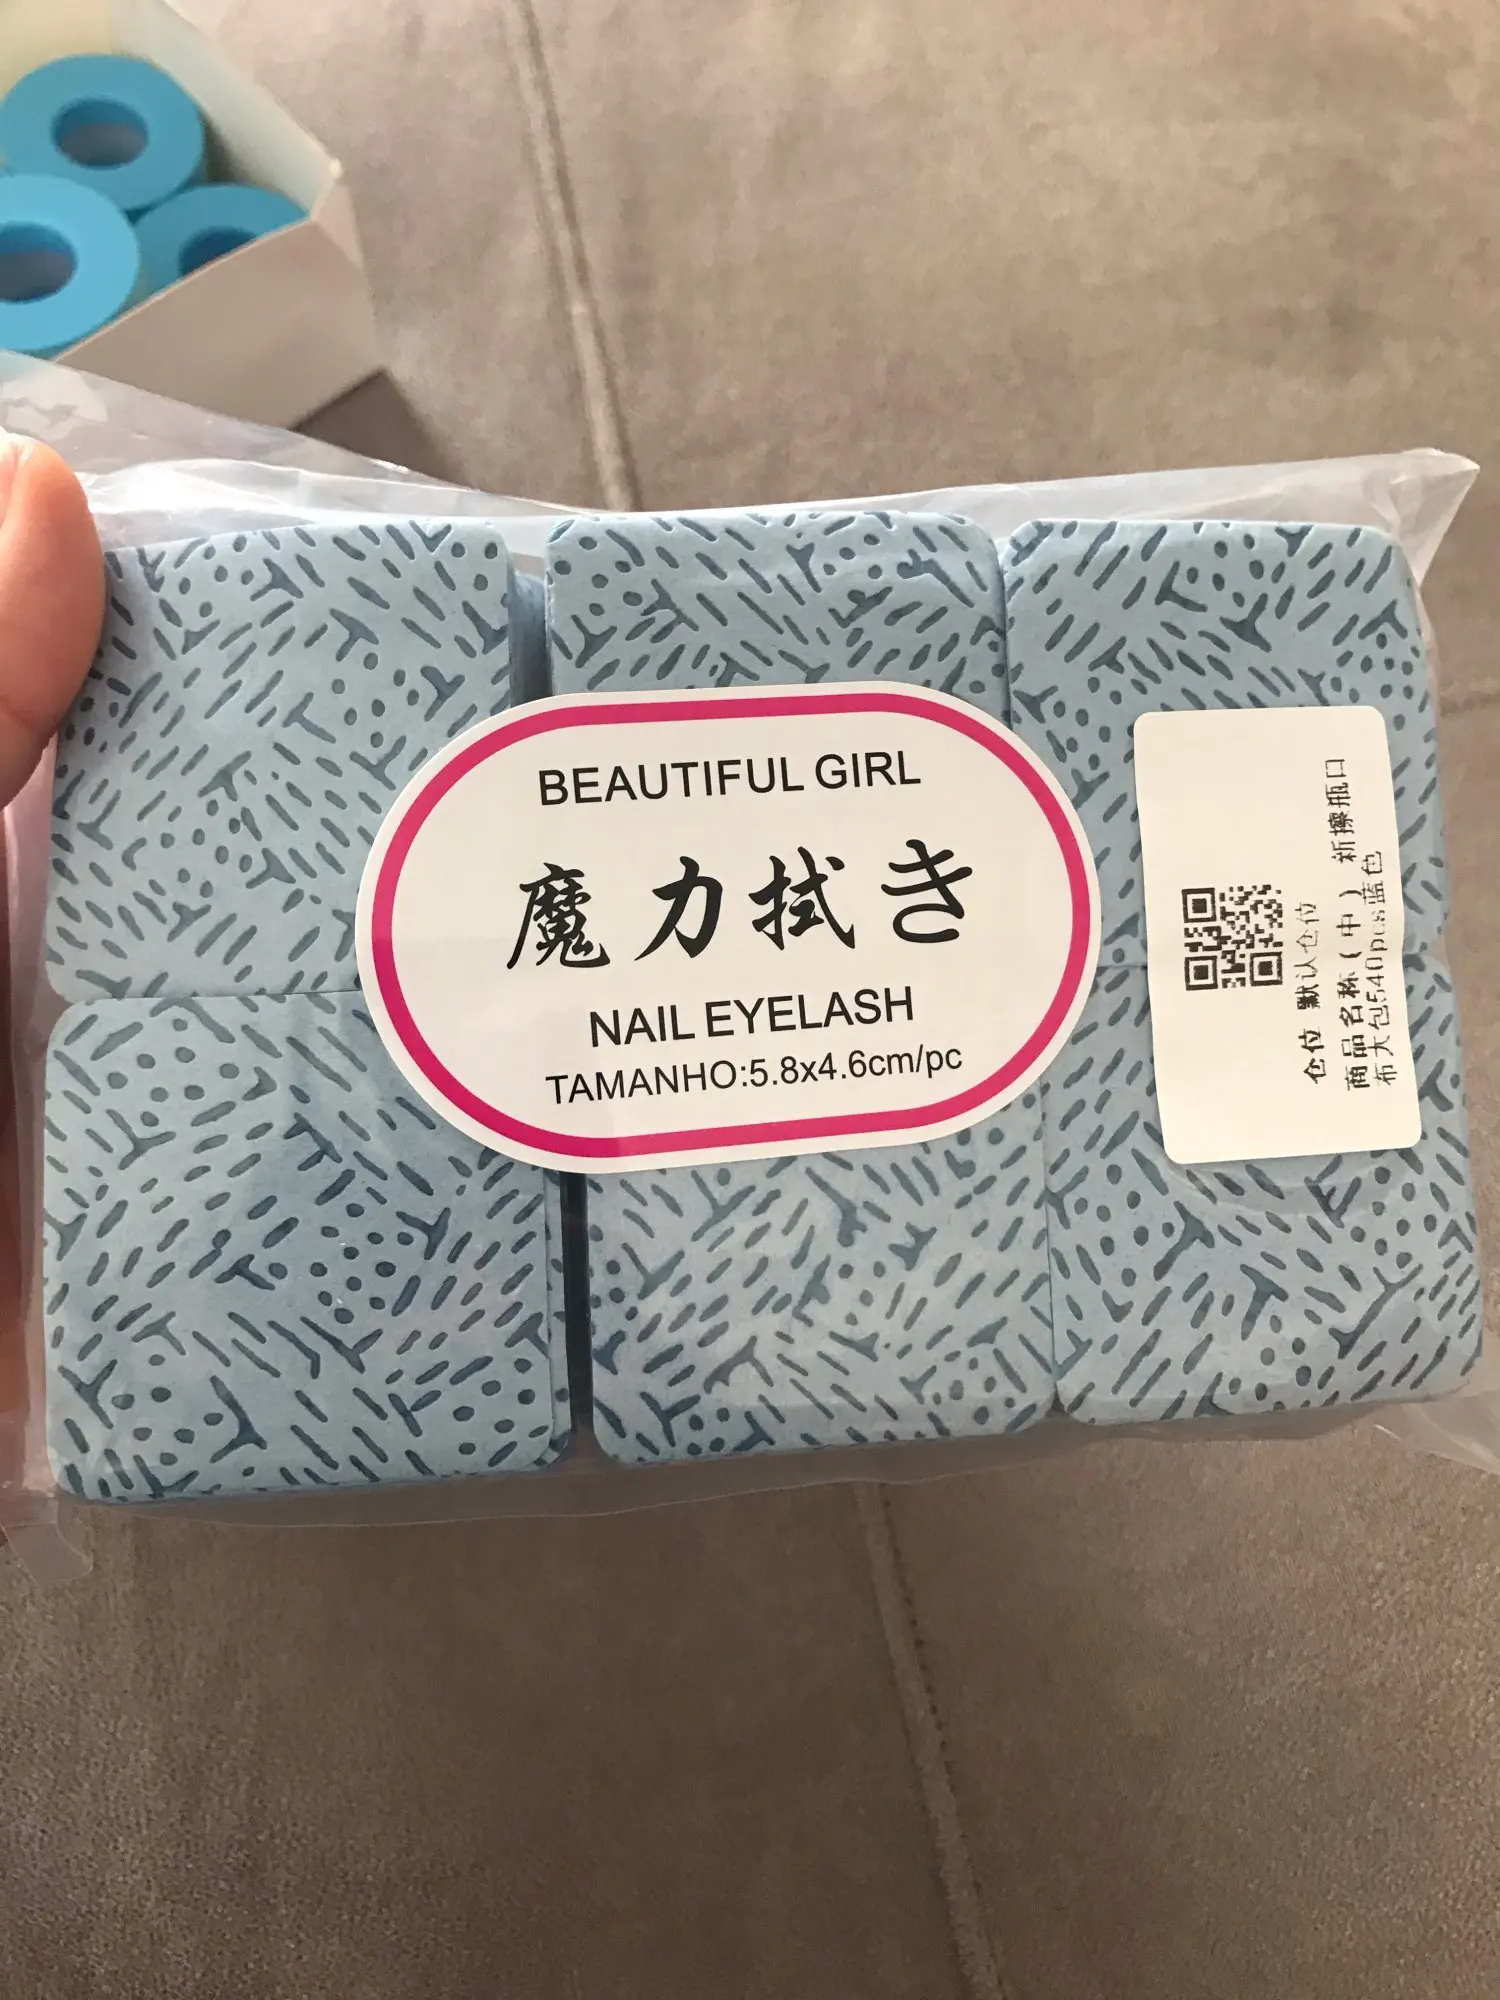 BEAUTIFUL GIRL
魔力拭き
NAIL EYELASH
TAMANHO:5.8x4.6cm/pc
仓位 默认仓位
商品名称(中) 新擦瓶口
布大包540pcs蓝色